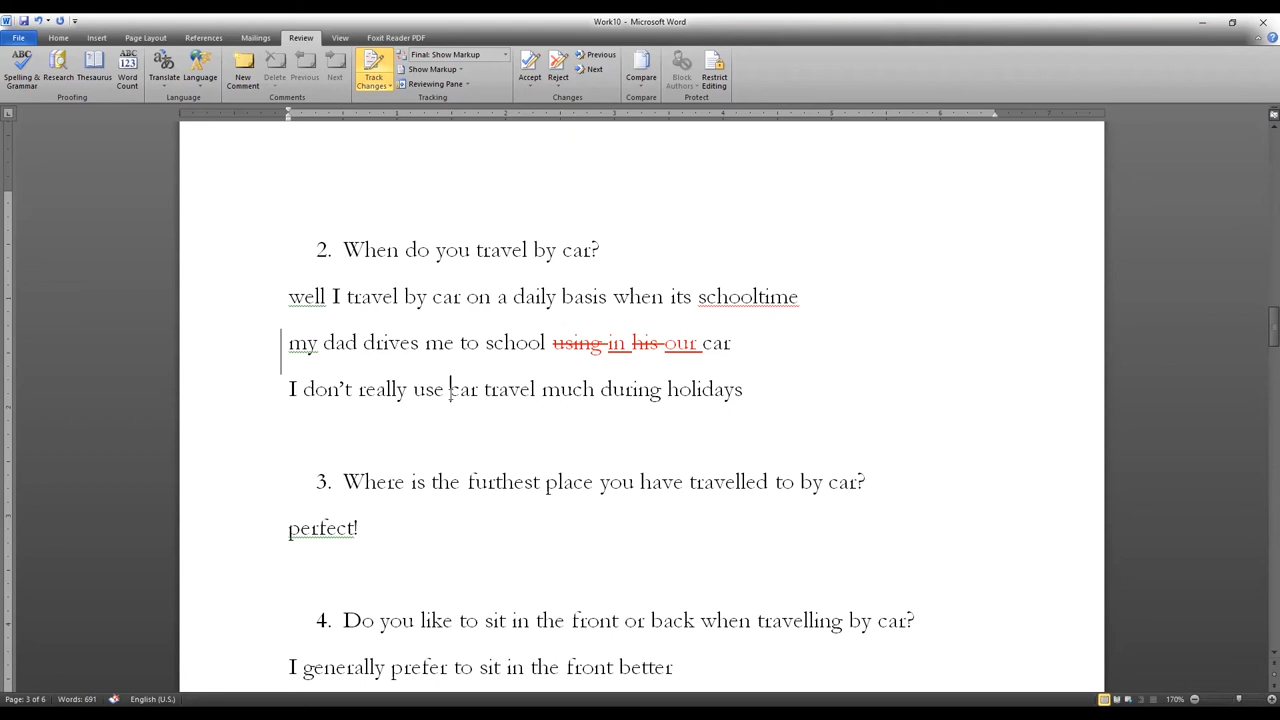 Work10 - Microsoft Word
File Home Insert Page Layout References Mailings Review View Foxit Reader PDF
Spelling & Grammar Research Thesaurus Word Count Translate Language New Comment Delete Previous Next Track Changes Final: Show Markup Show Markup Reviewing Pane Accept Reject Previous Next Compare Block Authors Restrict Editing
Proofing Language Comments Tracking Changes Compare Protect
2. When do you travel by car?
well I travel by car on a daily basis when its schooltime
my dad drives me to school using in his our car
I don't really use car travel much during holidays
3. Where is the furthest place you have travelled to by car?
perfect!
4. Do you like to sit in the front or back when travelling by car?
I generally prefer to sit in the front better
Page: 3 of 6 Words: 691 English (U.S.) 170%